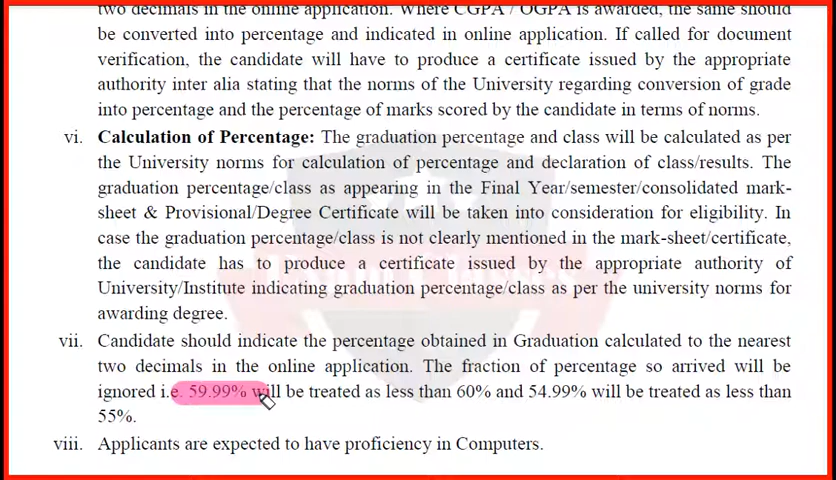 two decimals in the online application. Where CGPA / OGPA is awarded, the same should
be converted into percentage and indicated in online application. If called for document
verification, the candidate will have to produce a certificate issued by the appropriate
authority inter alia stating that the norms of the University regarding conversion of grade
into percentage and the percentage of marks scored by the candidate in terms of norms.
vi. Calculation of Percentage: The graduation percentage and class will be calculated as per
the University norms for calculation of percentage and declaration of class/results. The
graduation percentage/class as appearing in the Final Year/semester/consolidated mark-
sheet & Provisional/Degree Certificate will be taken into consideration for eligibility. In
case the graduation percentage/class is not clearly mentioned in the mark-sheet/certificate,
the candidate has to produce a certificate issued by the appropriate authority of
University/Institute indicating graduation percentage/class as per the university norms for
awarding degree.
vii. Candidate should indicate the percentage obtained in Graduation calculated to the nearest
two decimals in the online application. The fraction of percentage so arrived will be
ignored i.e. 59.99% will be treated as less than 60% and 54.99% will be treated as less than
55%.
viii. Applicants are expected to have proficiency in Computers.